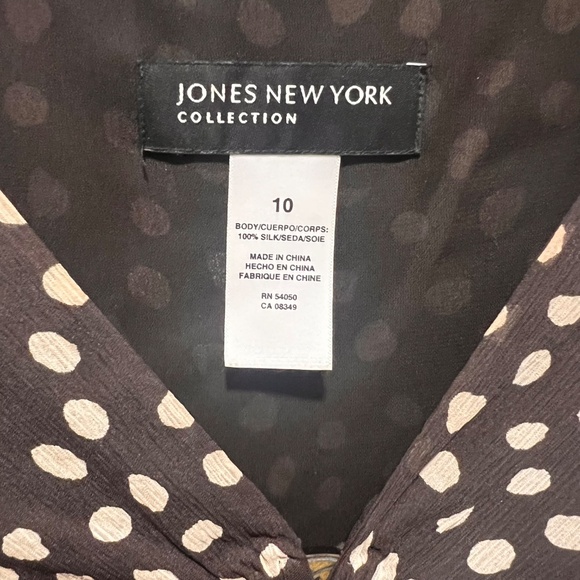 JONES NEW YORK
COLLECTION
10
BODY/CUERPO/CORPS:
100% SILK/SEDA/SOIE
MADE IN CHINA
HECHO EN CHINA
FABRIQUE EN CHINE
RN 54050
CA 08349